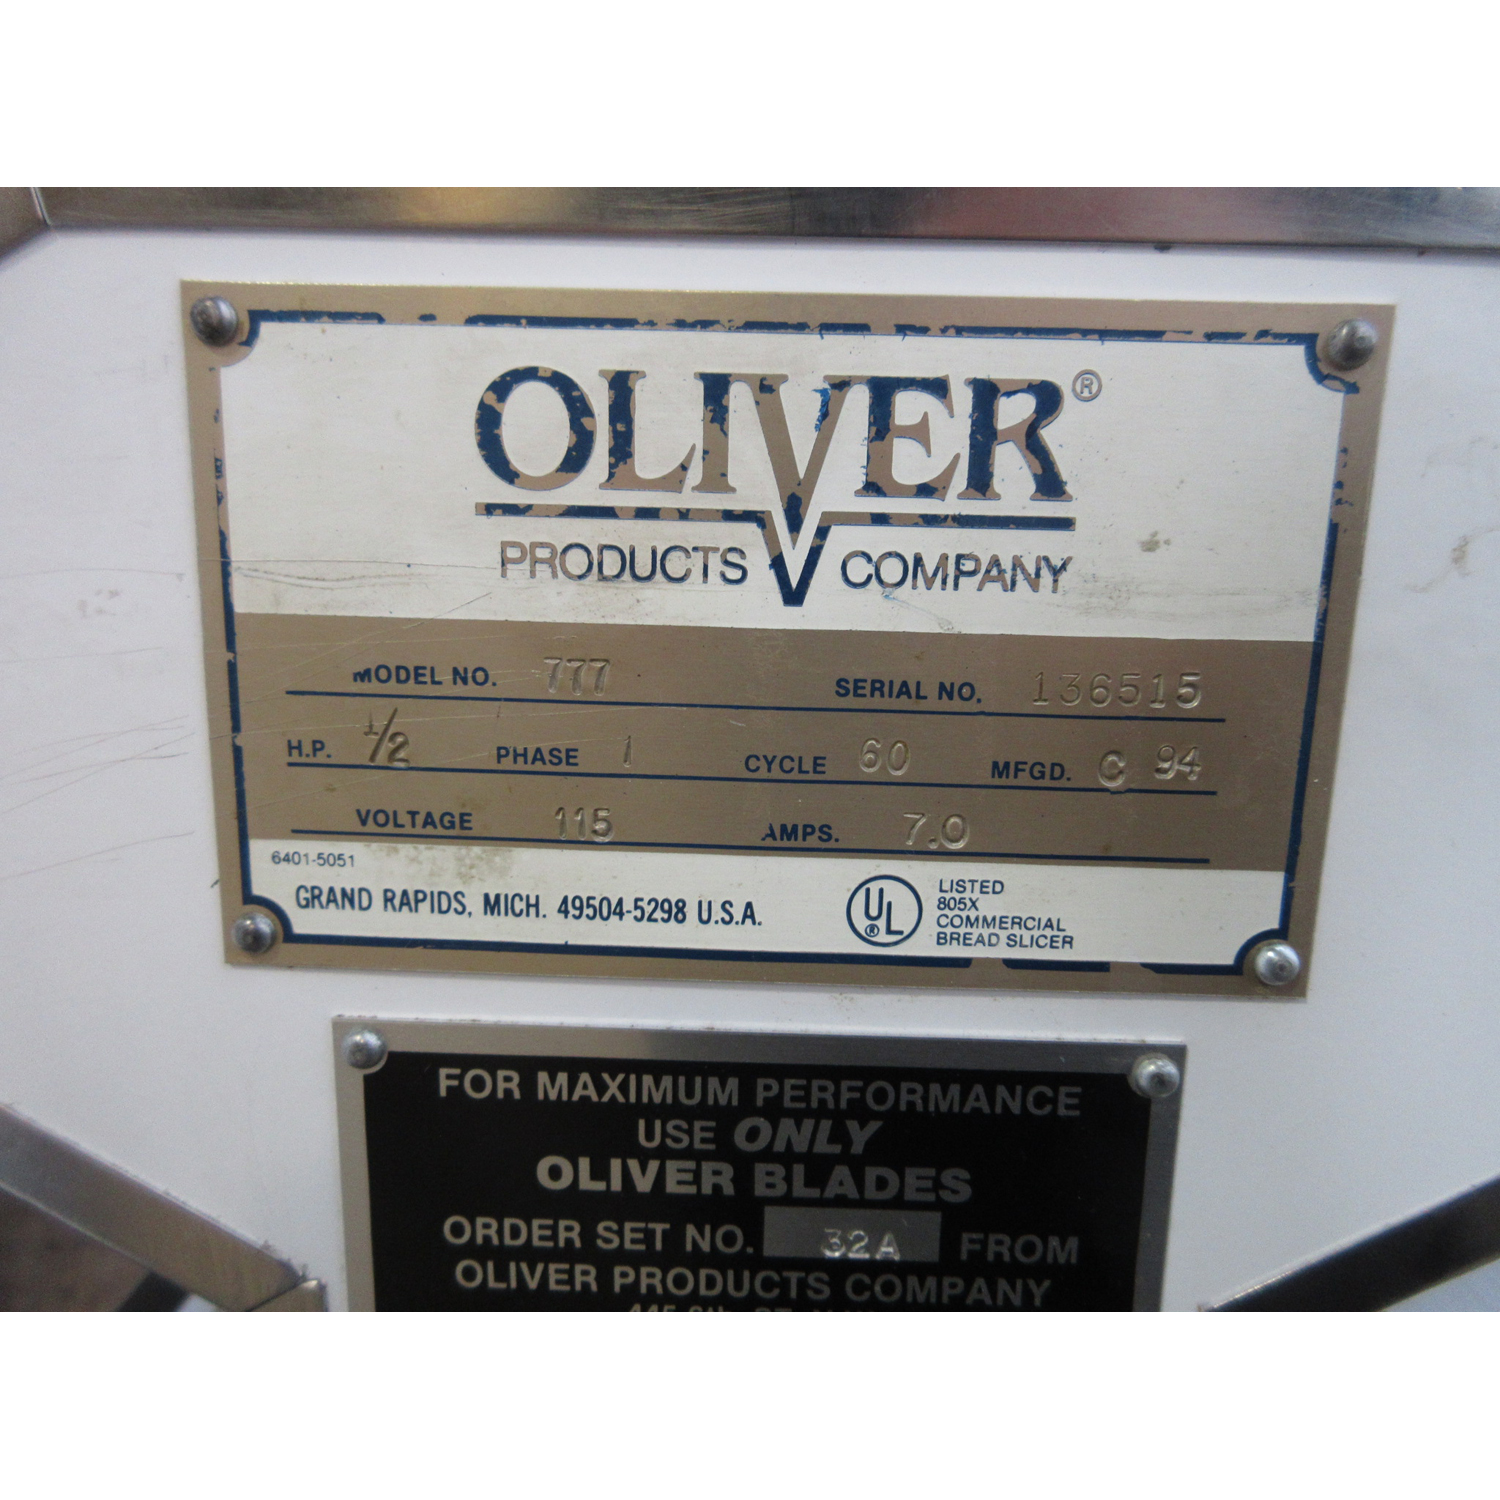 OLIVER®
PRODUCTS COMPANY
MODEL NO. 777 SERIAL NO. 136515
H.P. 1/2 PHASE 1 CYCLE 60 MFGD. C 94
VOLTAGE 115 AMPS. 7.0
6401-5051
GRAND RAPIDS, MICH. 49504-5298 U.S.A.
UL®
LISTED
805X
COMMERCIAL
BREAD SLICER
FOR MAXIMUM PERFORMANCE
USE ONLY
OLIVER BLADES
ORDER SET NO. 32A FROM
OLIVER PRODUCTS COMPANY